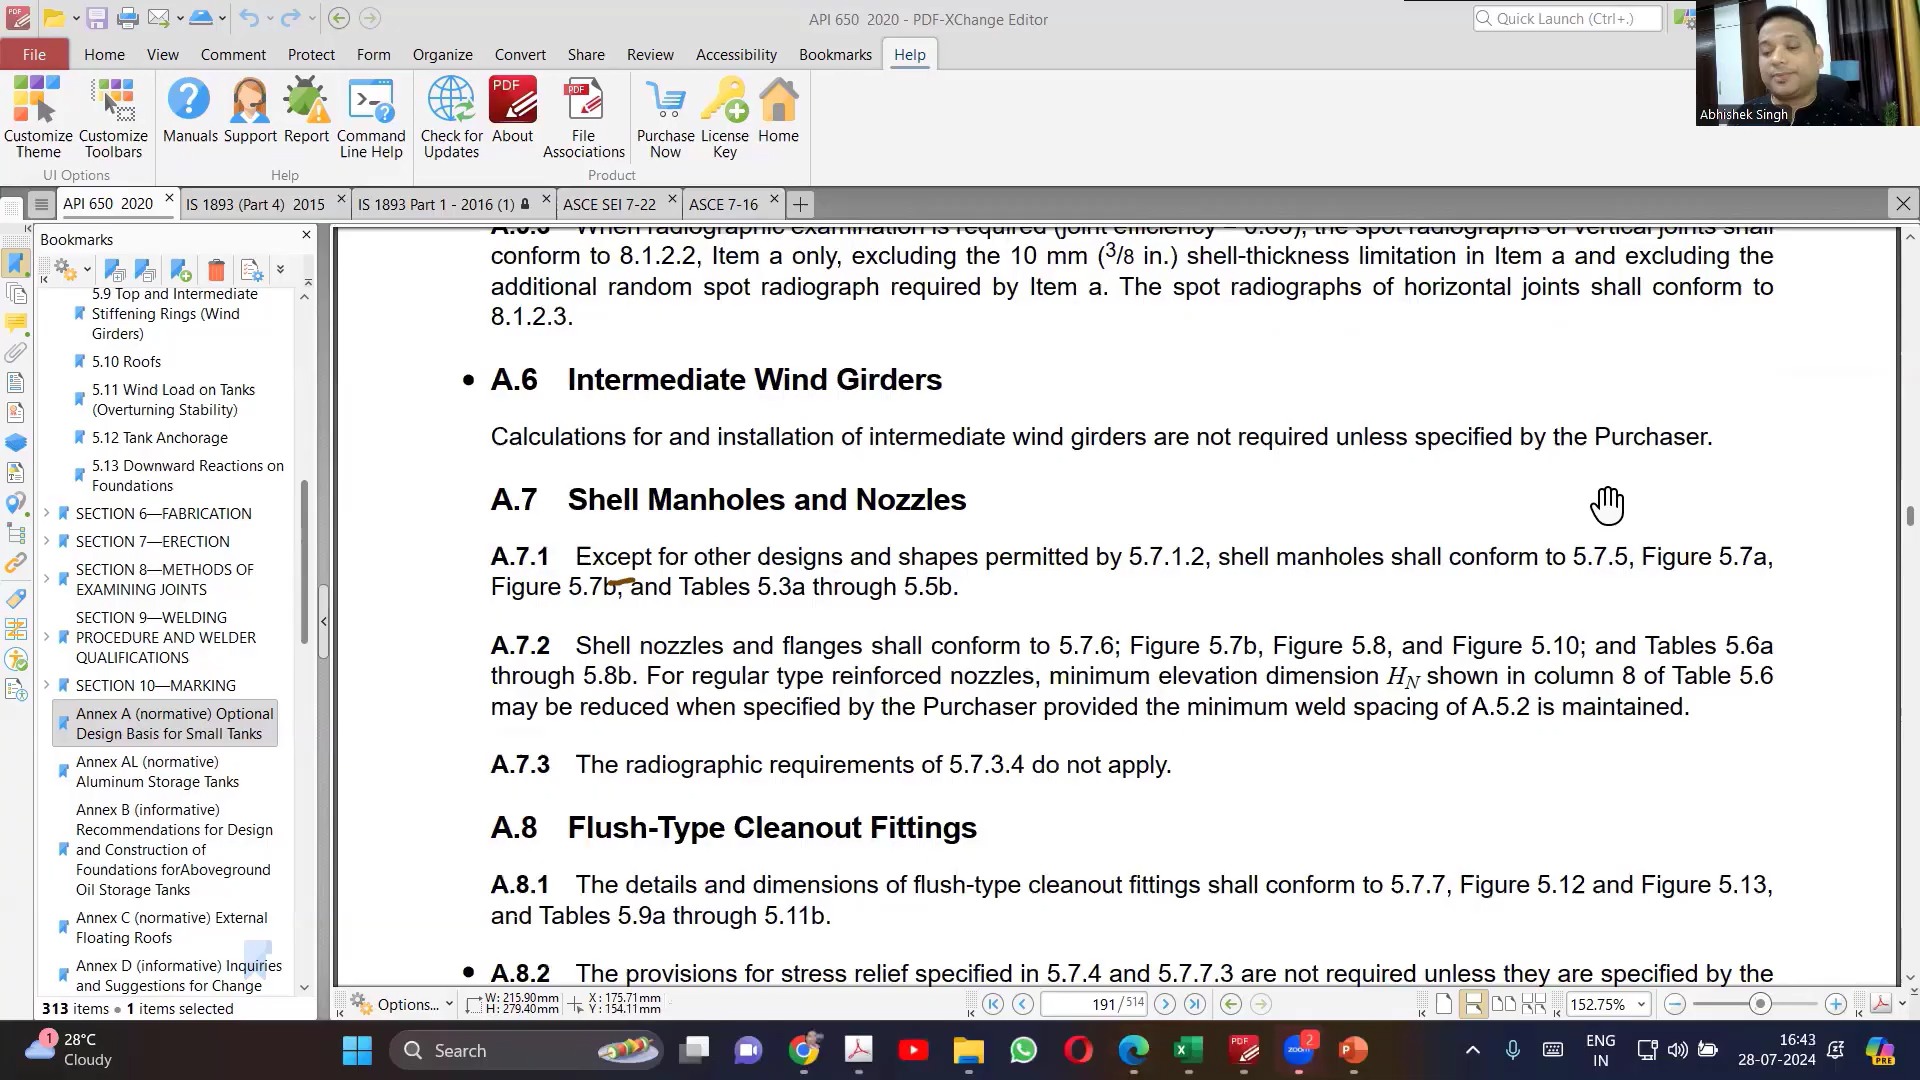 API 650 2020 - PDF-XChange Editor
Quick Launch (Ctrl+.)
File Home View Comment Protect Form Organize Convert Share Review Accessibility Bookmarks Help
Customize Theme
Customize Toolbars
Manuals
Support
Report
Command Line Help
Check for Updates
About
File Associations
Purchase Now
License Key
Home
UI Options
Help
Product
Abhishek Singh
API 650 2020
IS 1893 (Part 4) 2015
IS 1893 Part 1 - 2016 (1)
ASCE SEI 7-22
ASCE 7-16
Bookmarks
5.9 Top and Intermediate
Stiffening Rings (Wind
Girders)
5.10 Roofs
5.11 Wind Load on Tanks
(Overturning Stability)
5.12 Tank Anchorage
5.13 Downward Reactions on
Foundations
SECTION 6—FABRICATION
SECTION 7—ERECTION
SECTION 8—METHODS OF
EXAMINING JOINTS
SECTION 9—WELDING
PROCEDURE AND WELDER
QUALIFICATIONS
SECTION 10—MARKING
Annex A (normative) Optional
Design Basis for Small Tanks
Annex AL (normative)
Aluminum Storage Tanks
Annex B (informative)
Recommendations for Design
and Construction of
Foundations forAboveground
Oil Storage Tanks
Annex C (normative) External
Floating Roofs
Annex D (informative) Inquiries
and Suggestions for Change
313 items • 1 items selected
conform to 8.1.2.2, Item a only, excluding the 10 mm (3/8 in.) shell-thickness limitation in Item a and excluding the
additional random spot radiograph required by Item a. The spot radiographs of horizontal joints shall conform to
8.1.2.3.
• A.6 Intermediate Wind Girders
Calculations for and installation of intermediate wind girders are not required unless specified by the Purchaser.
A.7 Shell Manholes and Nozzles
A.7.1 Except for other designs and shapes permitted by 5.7.1.2, shell manholes shall conform to 5.7.5, Figure 5.7a,
Figure 5.7b, and Tables 5.3a through 5.5b.
A.7.2 Shell nozzles and flanges shall conform to 5.7.6; Figure 5.7b, Figure 5.8, and Figure 5.10; and Tables 5.6a
through 5.8b. For regular type reinforced nozzles, minimum elevation dimension HN shown in column 8 of Table 5.6
may be reduced when specified by the Purchaser provided the minimum weld spacing of A.5.2 is maintained.
A.7.3 The radiographic requirements of 5.7.3.4 do not apply.
A.8 Flush-Type Cleanout Fittings
A.8.1 The details and dimensions of flush-type cleanout fittings shall conform to 5.7.7, Figure 5.12 and Figure 5.13,
and Tables 5.9a through 5.11b.
• A.8.2 The provisions for stress relief specified in 5.7.4 and 5.7.7.3 are not required unless they are specified by the
Options...
W: 215.90mm
H: 279.40mm
X: 175.71mm
Y: 154.11mm
191 / 514
152.75%
1
28°C
Cloudy
Search
PDF
zoom
2
ENG
IN
16:43
28-07-2024
PRE